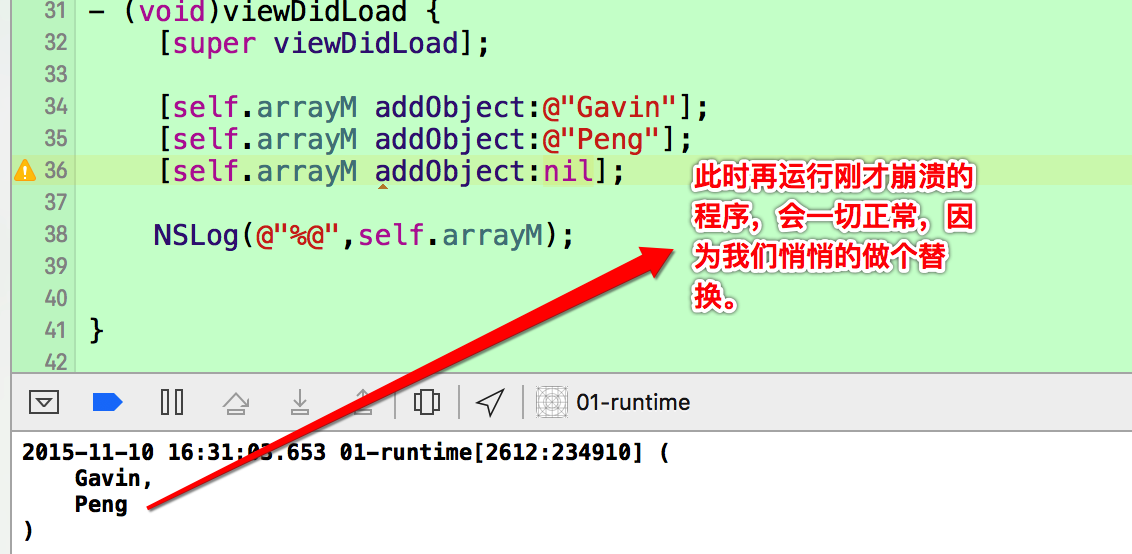 31 - (void)viewDidLoad {
32 [super viewDidLoad];
33
34 [self.arrayM addObject:@"Gavin"];
35 [self.arrayM addObject:@"Peng"];
36 [self.arrayM addObject:nil];
37
38 NSLog(@"%@",self.arrayM);
39
40
41 }
42
此时再运行刚才崩溃的
程序，会一切正常，因
为我们悄悄的做个替
换。
01-runtime
2015-11-10 16:31:03.653 01-runtime[2612:234910] (
Gavin,
Peng
)